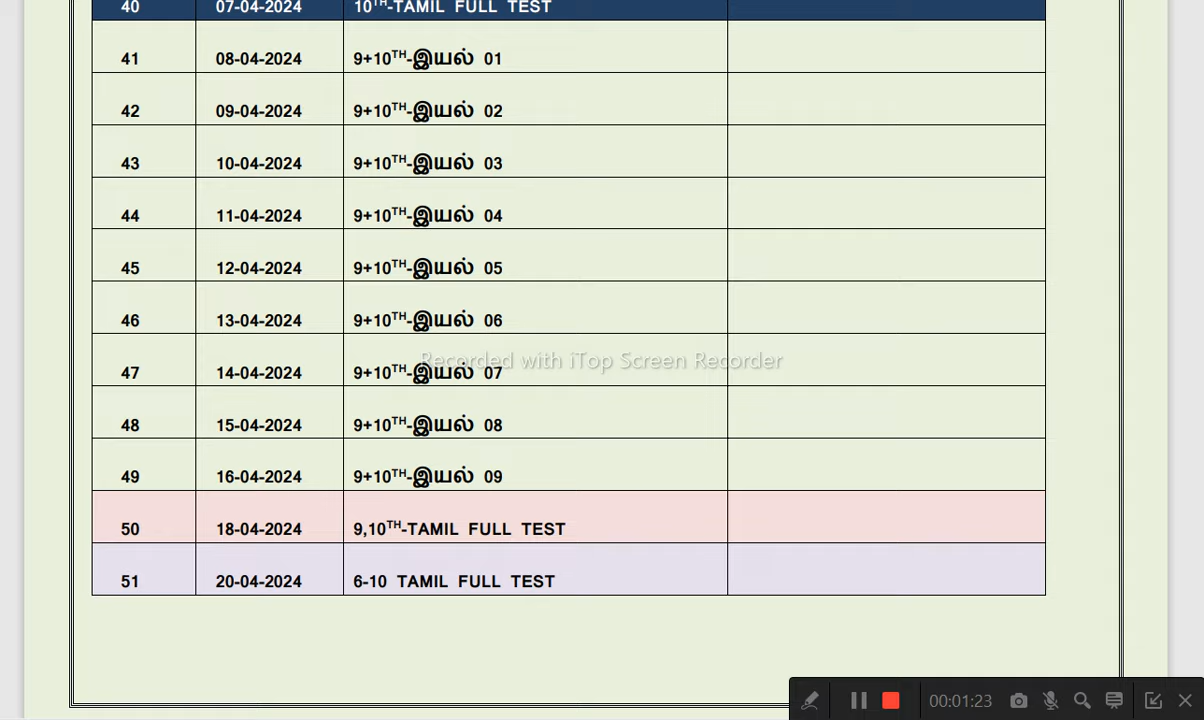 40 07-04-2024 10TH-TAMIL FULL TEST
41 08-04-2024 9+10TH-இயல் 01
42 09-04-2024 9+10TH-இயல் 02
43 10-04-2024 9+10TH-இயல் 03
44 11-04-2024 9+10TH-இயல் 04
45 12-04-2024 9+10TH-இயல் 05
46 13-04-2024 9+10TH-இயல் 06
Recorded with iTop Screen Recorder
47 14-04-2024 9+10TH-இயல் 07
48 15-04-2024 9+10TH-இயல் 08
49 16-04-2024 9+10TH-இயல் 09
50 18-04-2024 9,10TH-TAMIL FULL TEST
51 20-04-2024 6-10 TAMIL FULL TEST
00:01:23